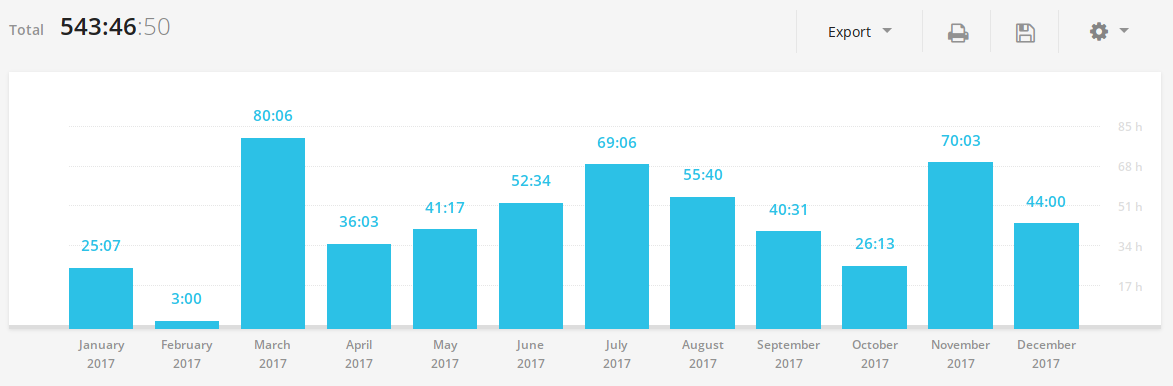 Total 543:46:50
Export
80:06
85 h
70:03
69:06
68 h
55:40
52:34
41:17
40:31
44:00
51 h
36:03
25:07
26:13
34 h
3:00
17 h
January February March April May June July August September October November December
2017 2017 2017 2017 2017 2017 2017 2017 2017 2017 2017 2017